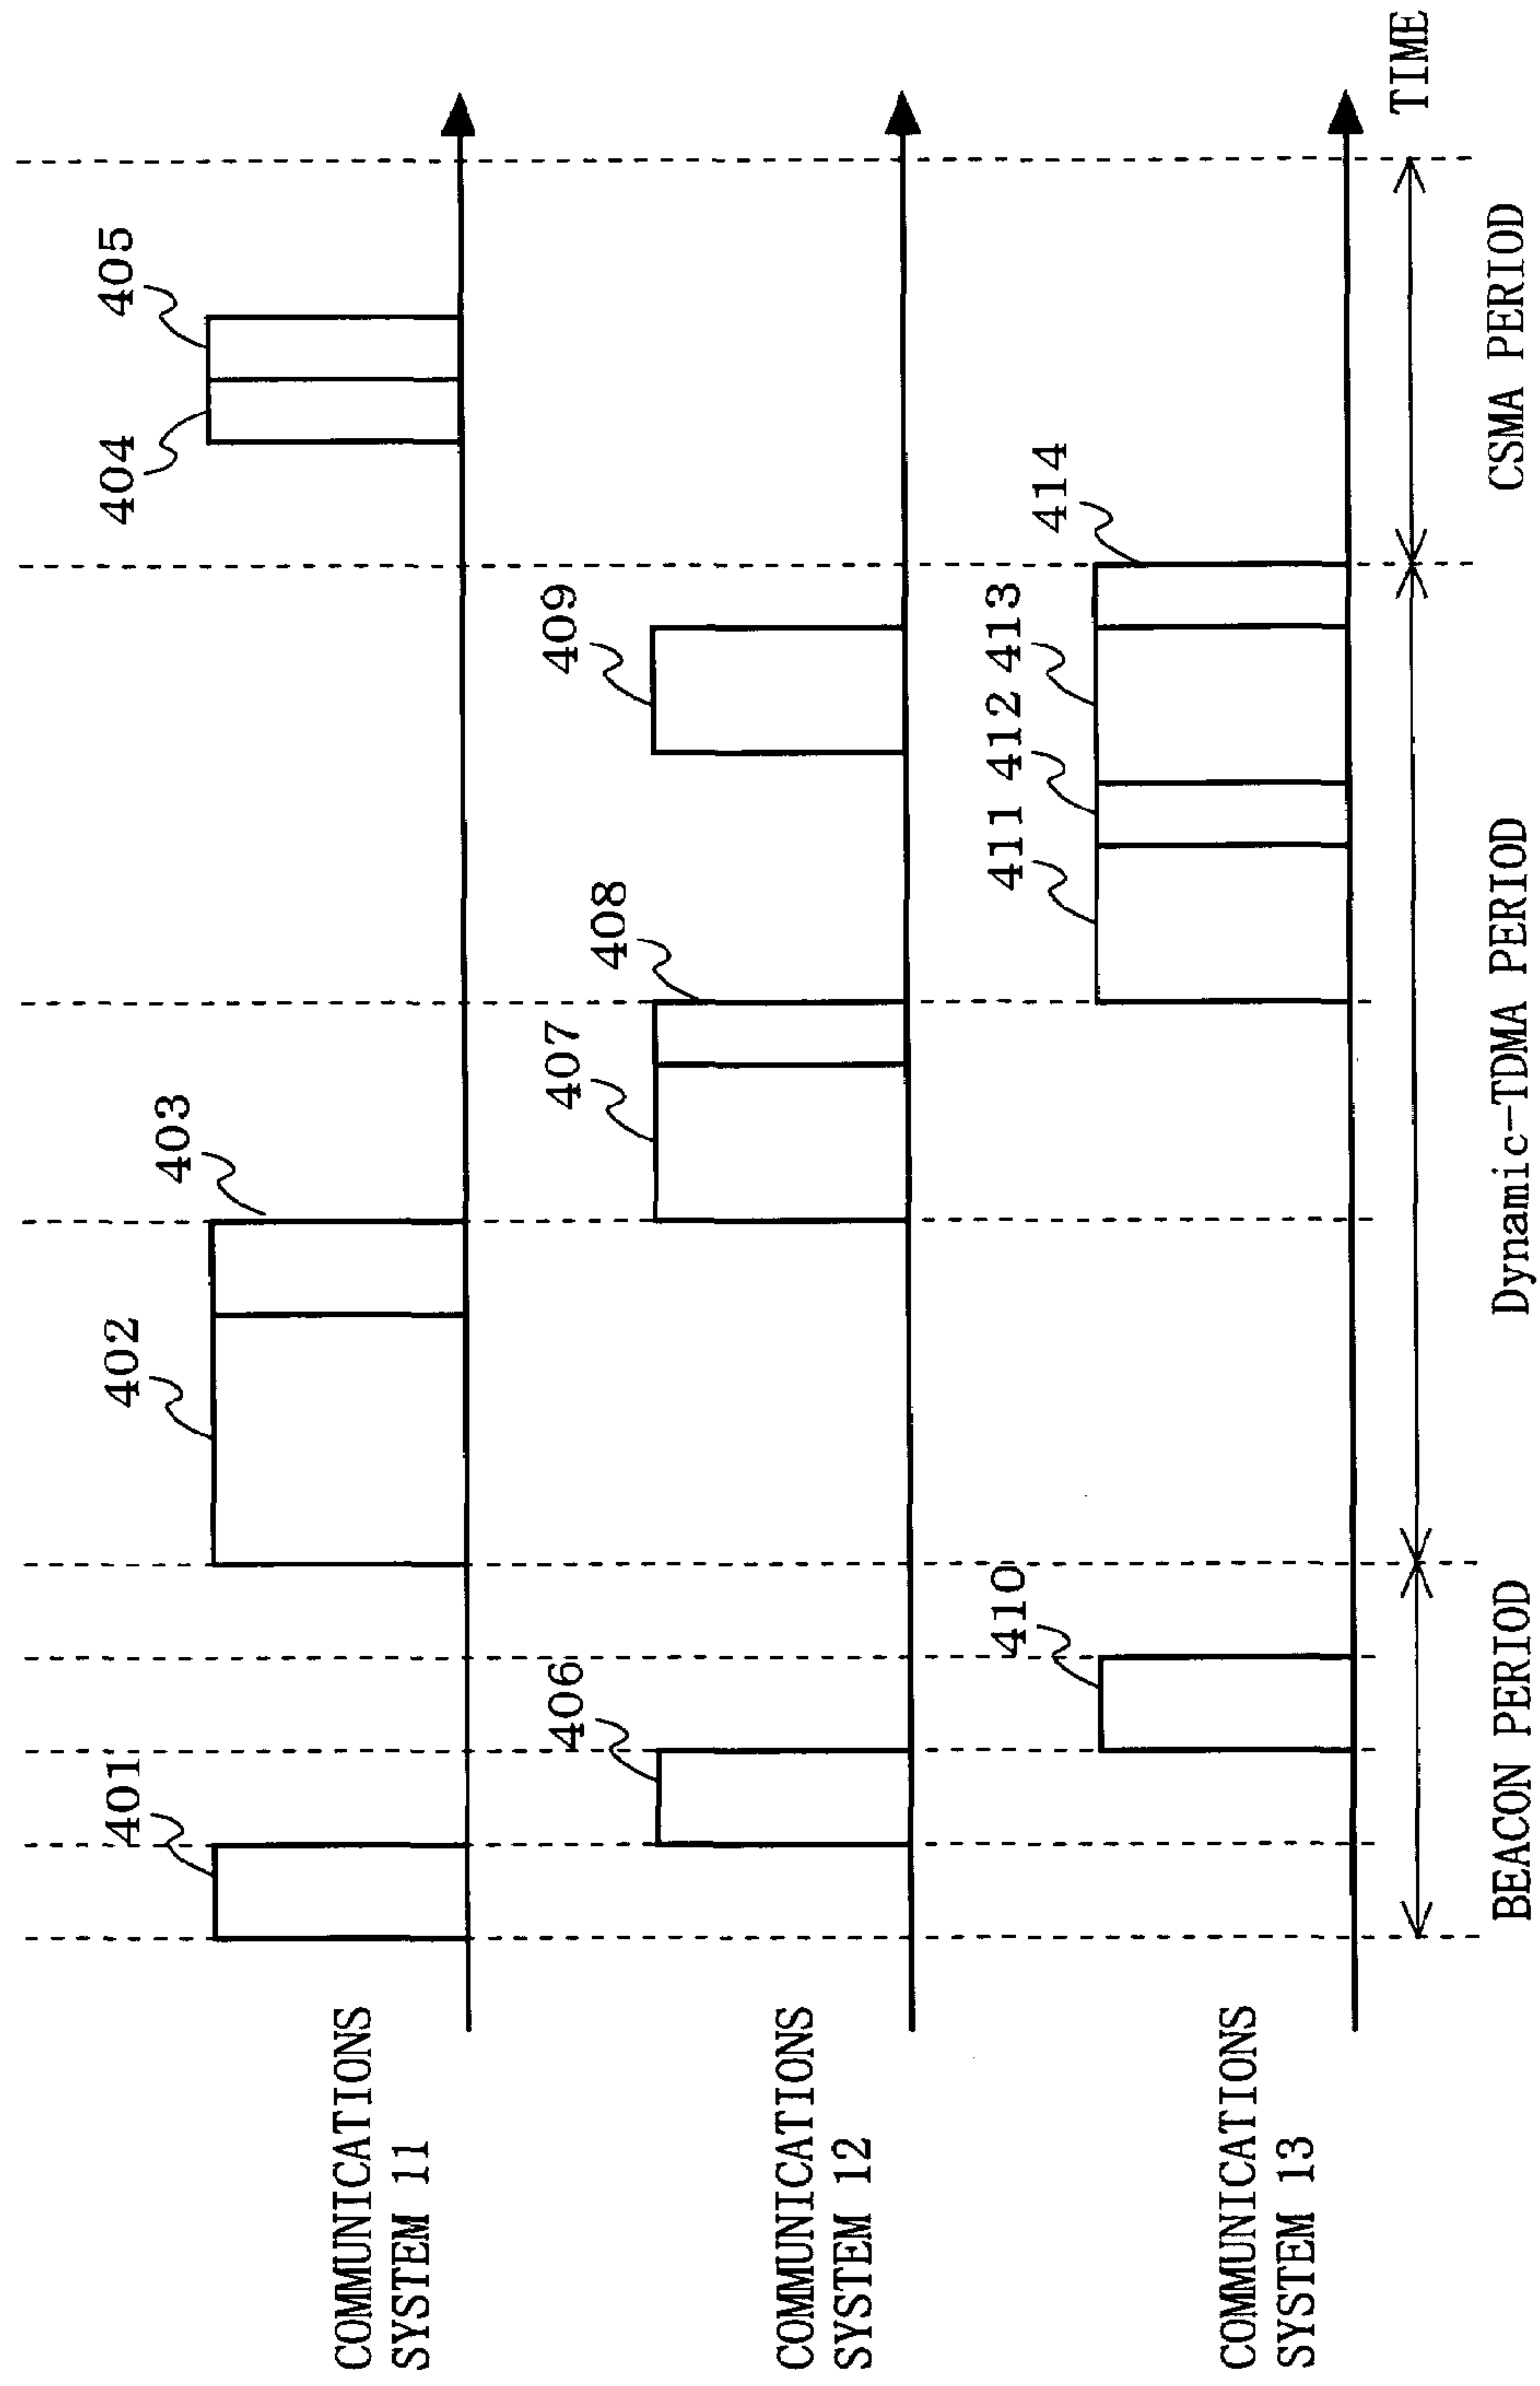 COMMUNICATIONS
SYSTEM 11
401
402
403
404
405
COMMUNICATIONS
SYSTEM 12
406
407
408
409
COMMUNICATIONS
SYSTEM 13
410
411
412
413
414
TIME
BEACON PERIOD
Dynamic-TDMA PERIOD
CSMA PERIOD